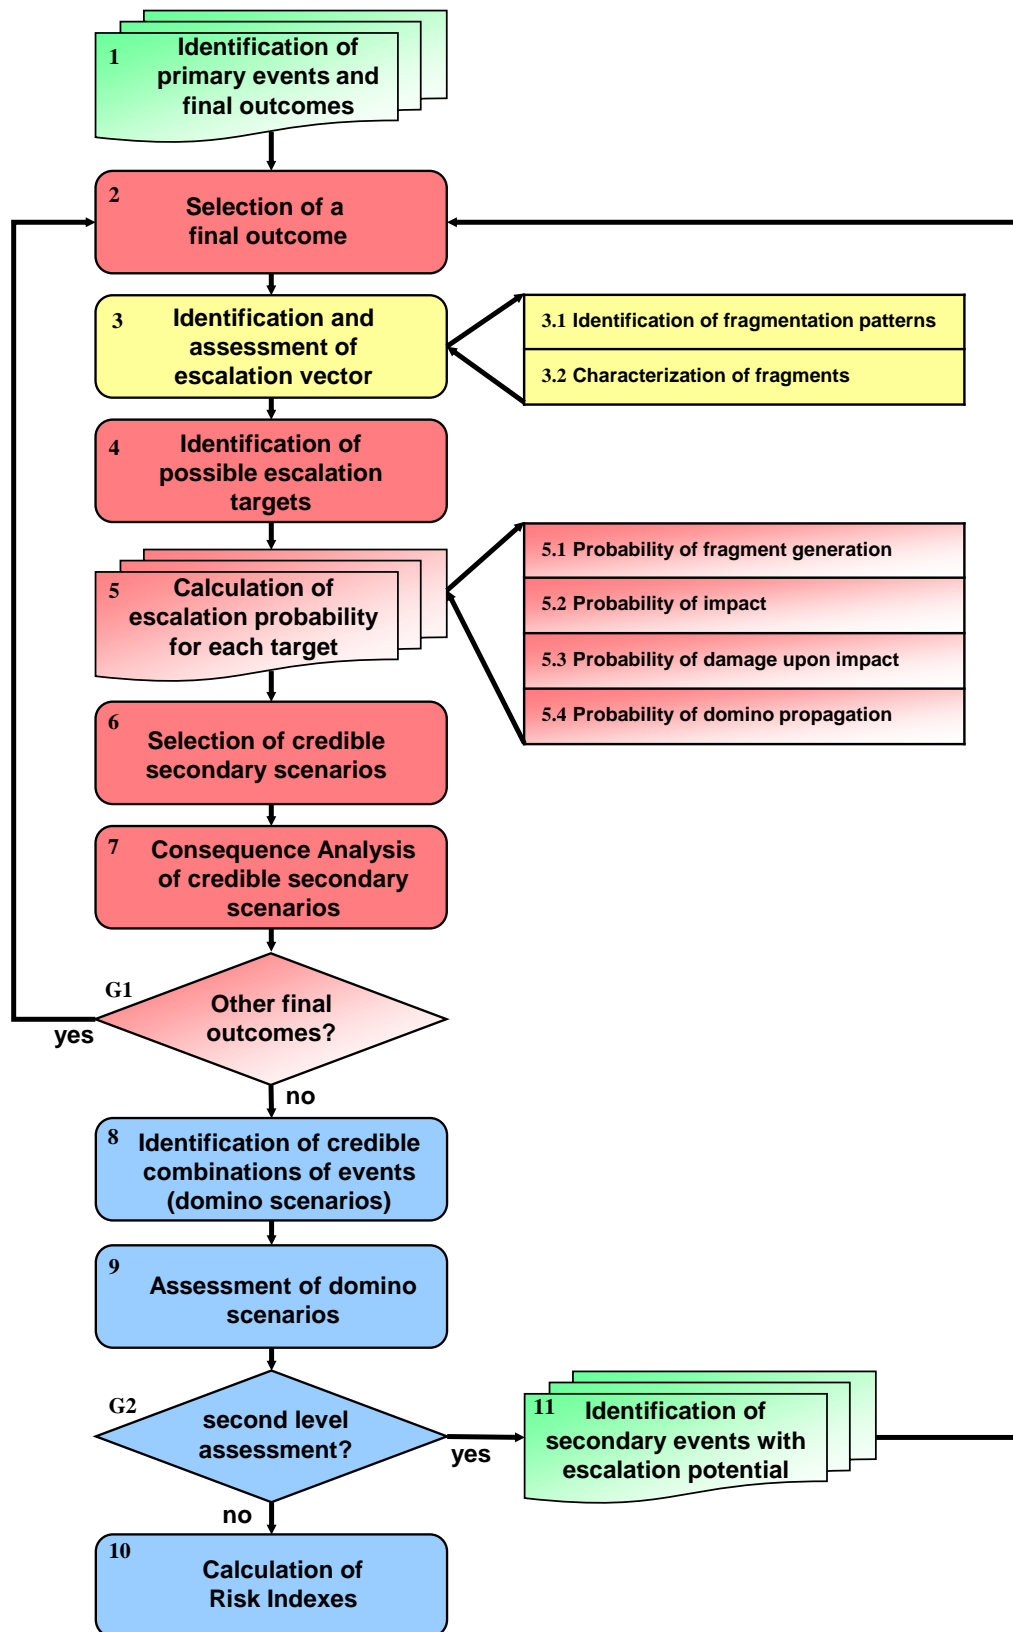 1
Identification of
primary events and
final outcomes
2
Selection of a
final outcome
3
Identification and
assessment of
escalation vector
3.1 Identification of fragmentation patterns
3.2 Characterization of fragments
4
Identification of
possible escalation
targets
5
Calculation of
escalation probability
for each target
5.1 Probability of fragment generation
5.2 Probability of impact
5.3 Probability of damage upon impact
5.4 Probability of domino propagation
6
Selection of credible
secondary scenarios
7
Consequence Analysis
of credible secondary
scenarios
G1
Other final
outcomes?
yes
no
8
Identification of credible
combinations of events
(domino scenarios)
9
Assessment of domino
scenarios
G2
second level
assessment?
yes
no
11
Identification of
secondary events with
escalation potential
10
Calculation of
Risk Indexes